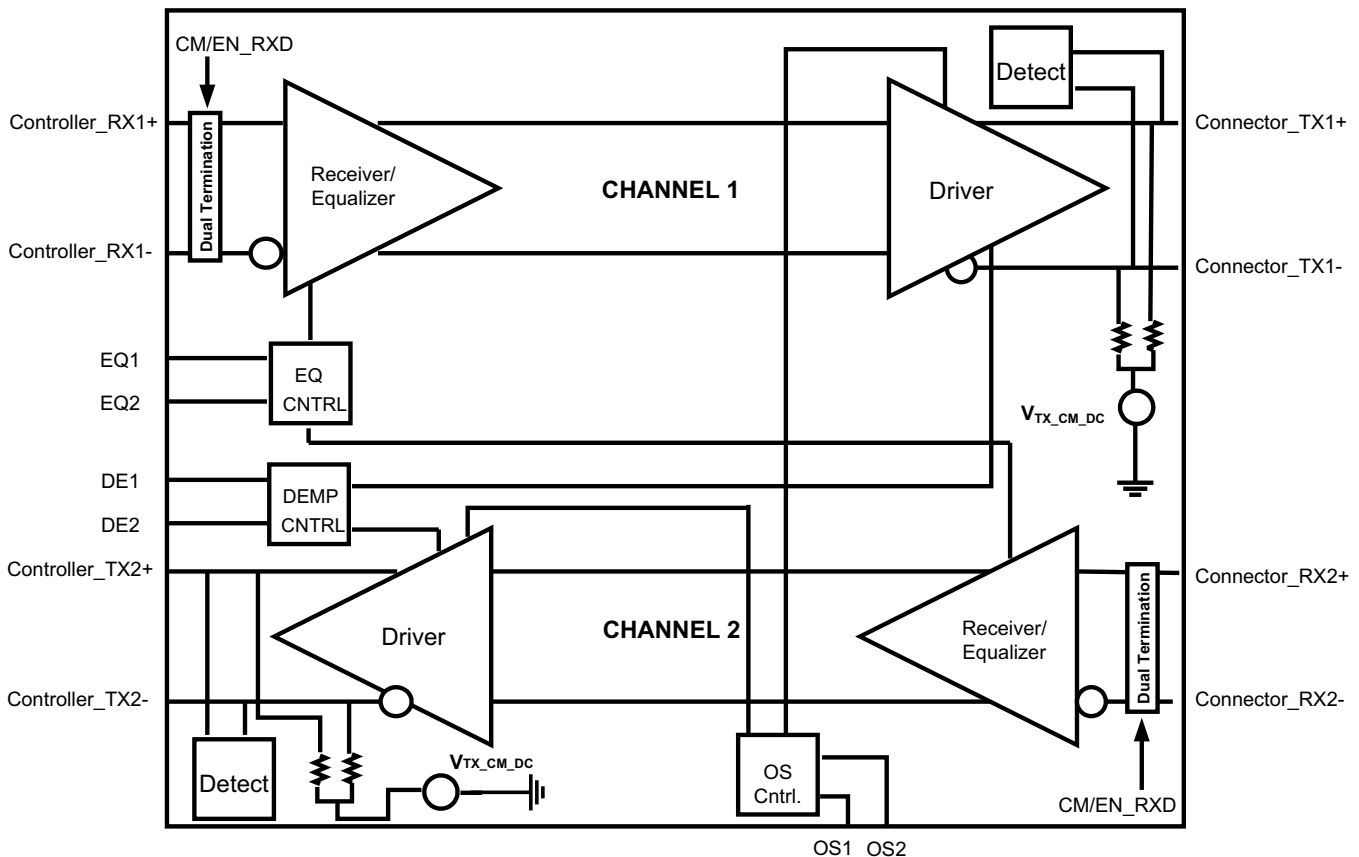 CM/EN_RXD
Detect
Controller_RX1+
Connector_TX1+
Dual Termination
Receiver/
Equalizer
CHANNEL 1
Driver
Controller_RX1-
Connector_TX1-
EQ1
EQ
CNTRL
EQ2
VTX_CM_DC
DE1
DEMP
CNTRL
DE2
Controller_TX2+
Connector_RX2+
Driver
CHANNEL 2
Receiver/
Equalizer
Dual Termination
Controller_TX2-
Connector_RX2-
Detect
VTX_CM_DC
OS
Cntrl.
CM/EN_RXD
OS1 OS2